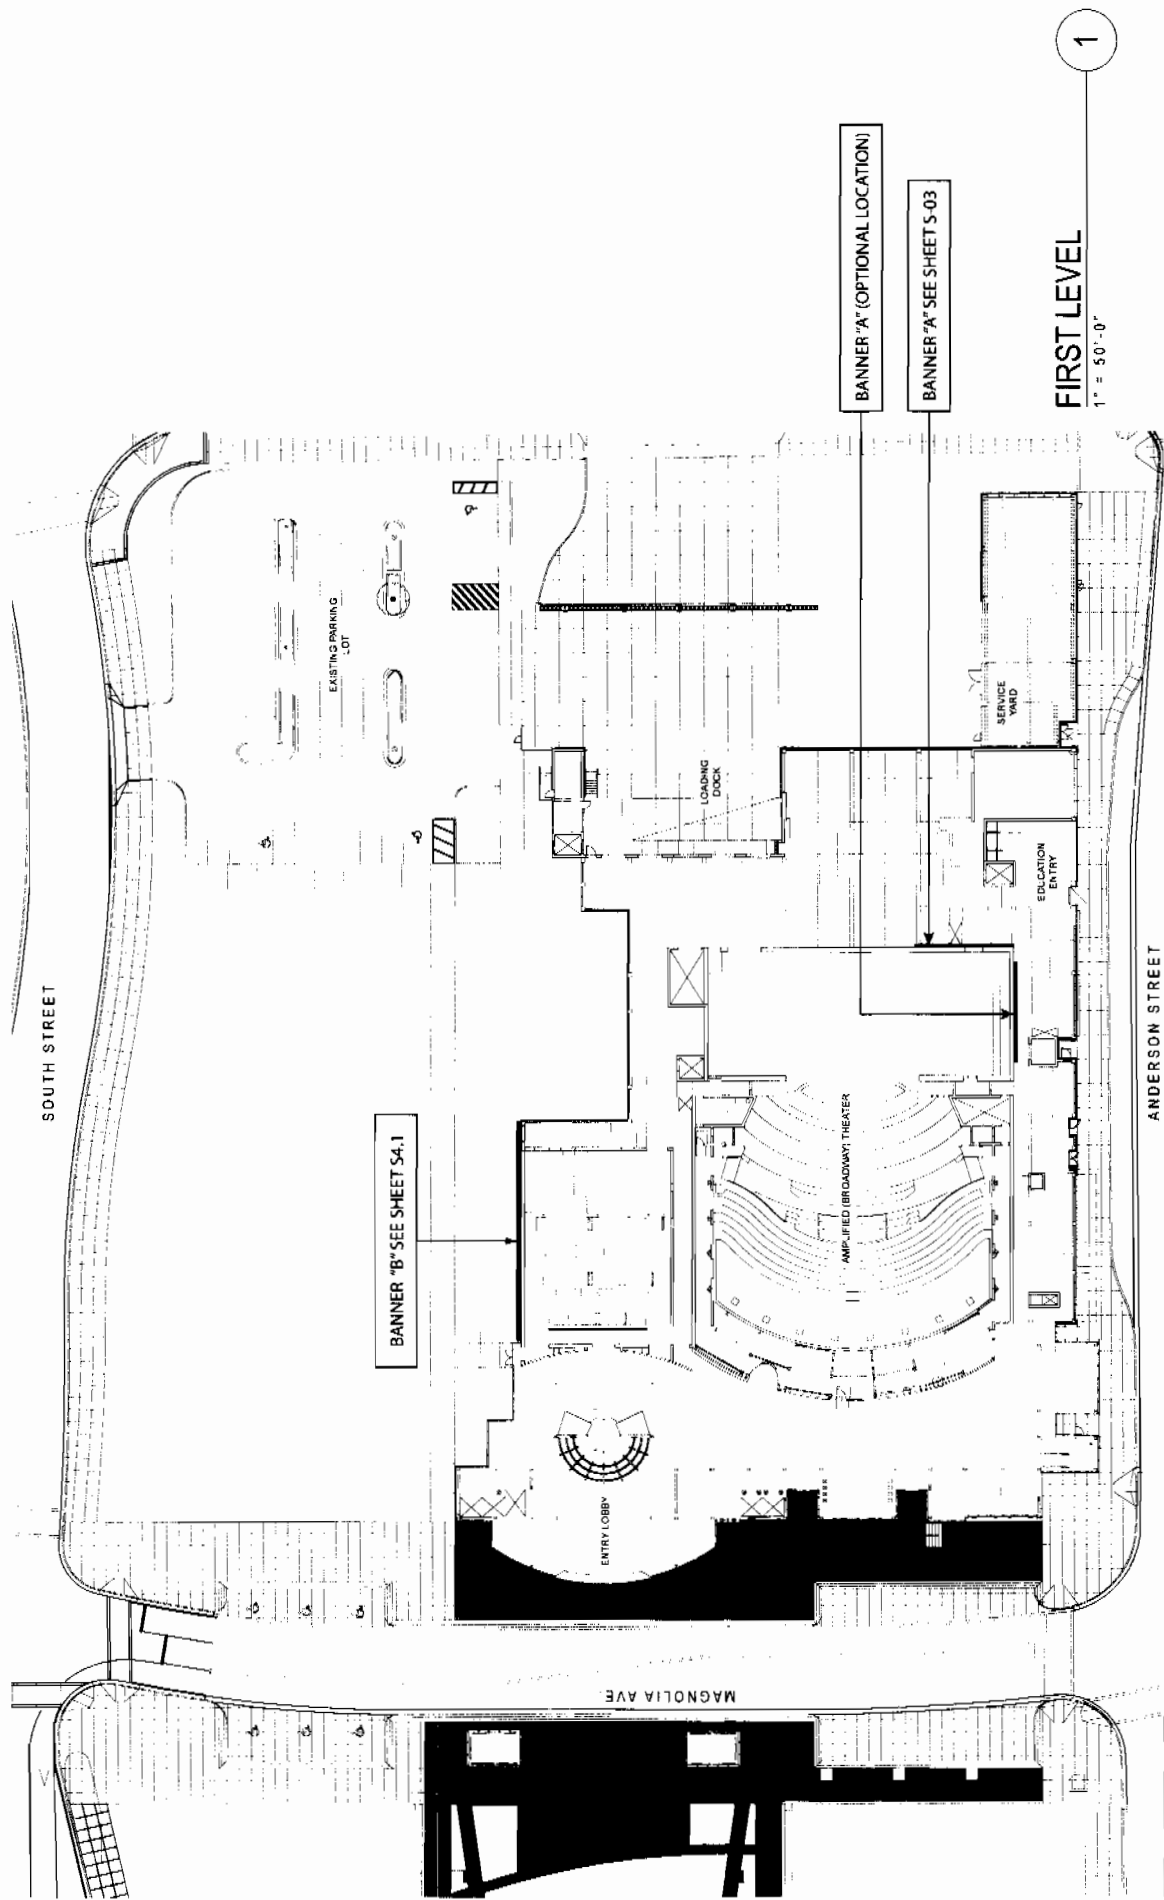 SOUTH STREET
EXISTING PARKING
LOT
BANNER "B" SEE SHEET S4.1
LOADING
DOCK
SERVICE
YARD
EDUCATION
ENTRY
AMPLIFIED (BROADWAY) THEATER
ENTRY LOBBY
MAGNOLIA AVE.
ANDERSON STREET
BANNER "A" (OPTIONAL LOCATION)
BANNER "A" SEE SHEET S-03
FIRST LEVEL
1" = 50'-0"
1